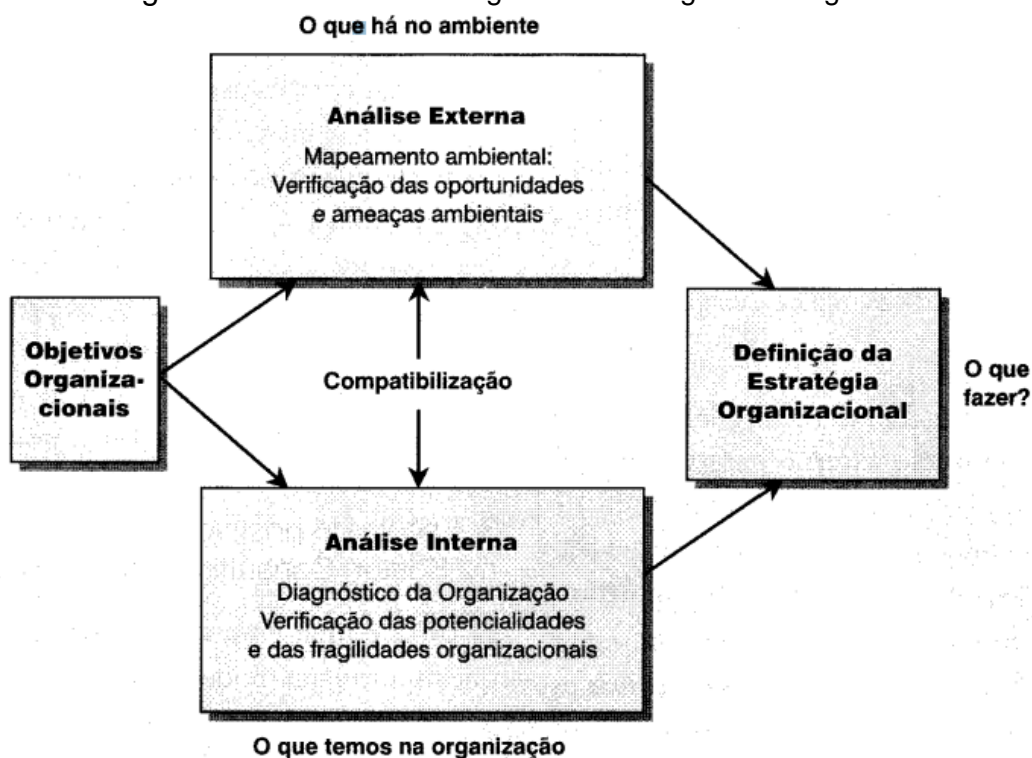 O que há no ambiente
Análise Externa
Mapeamento ambiental:
Verificação das oportunidades
e ameaças ambientais
Objetivos
Organiza-
cionais
Compatibilização
Definição da
Estratégia
Organizacional
O que
fazer?
Análise Interna
Diagnóstico da Organização
Verificação das potencialidades
e das fragilidades organizacionais
O que temos na organização